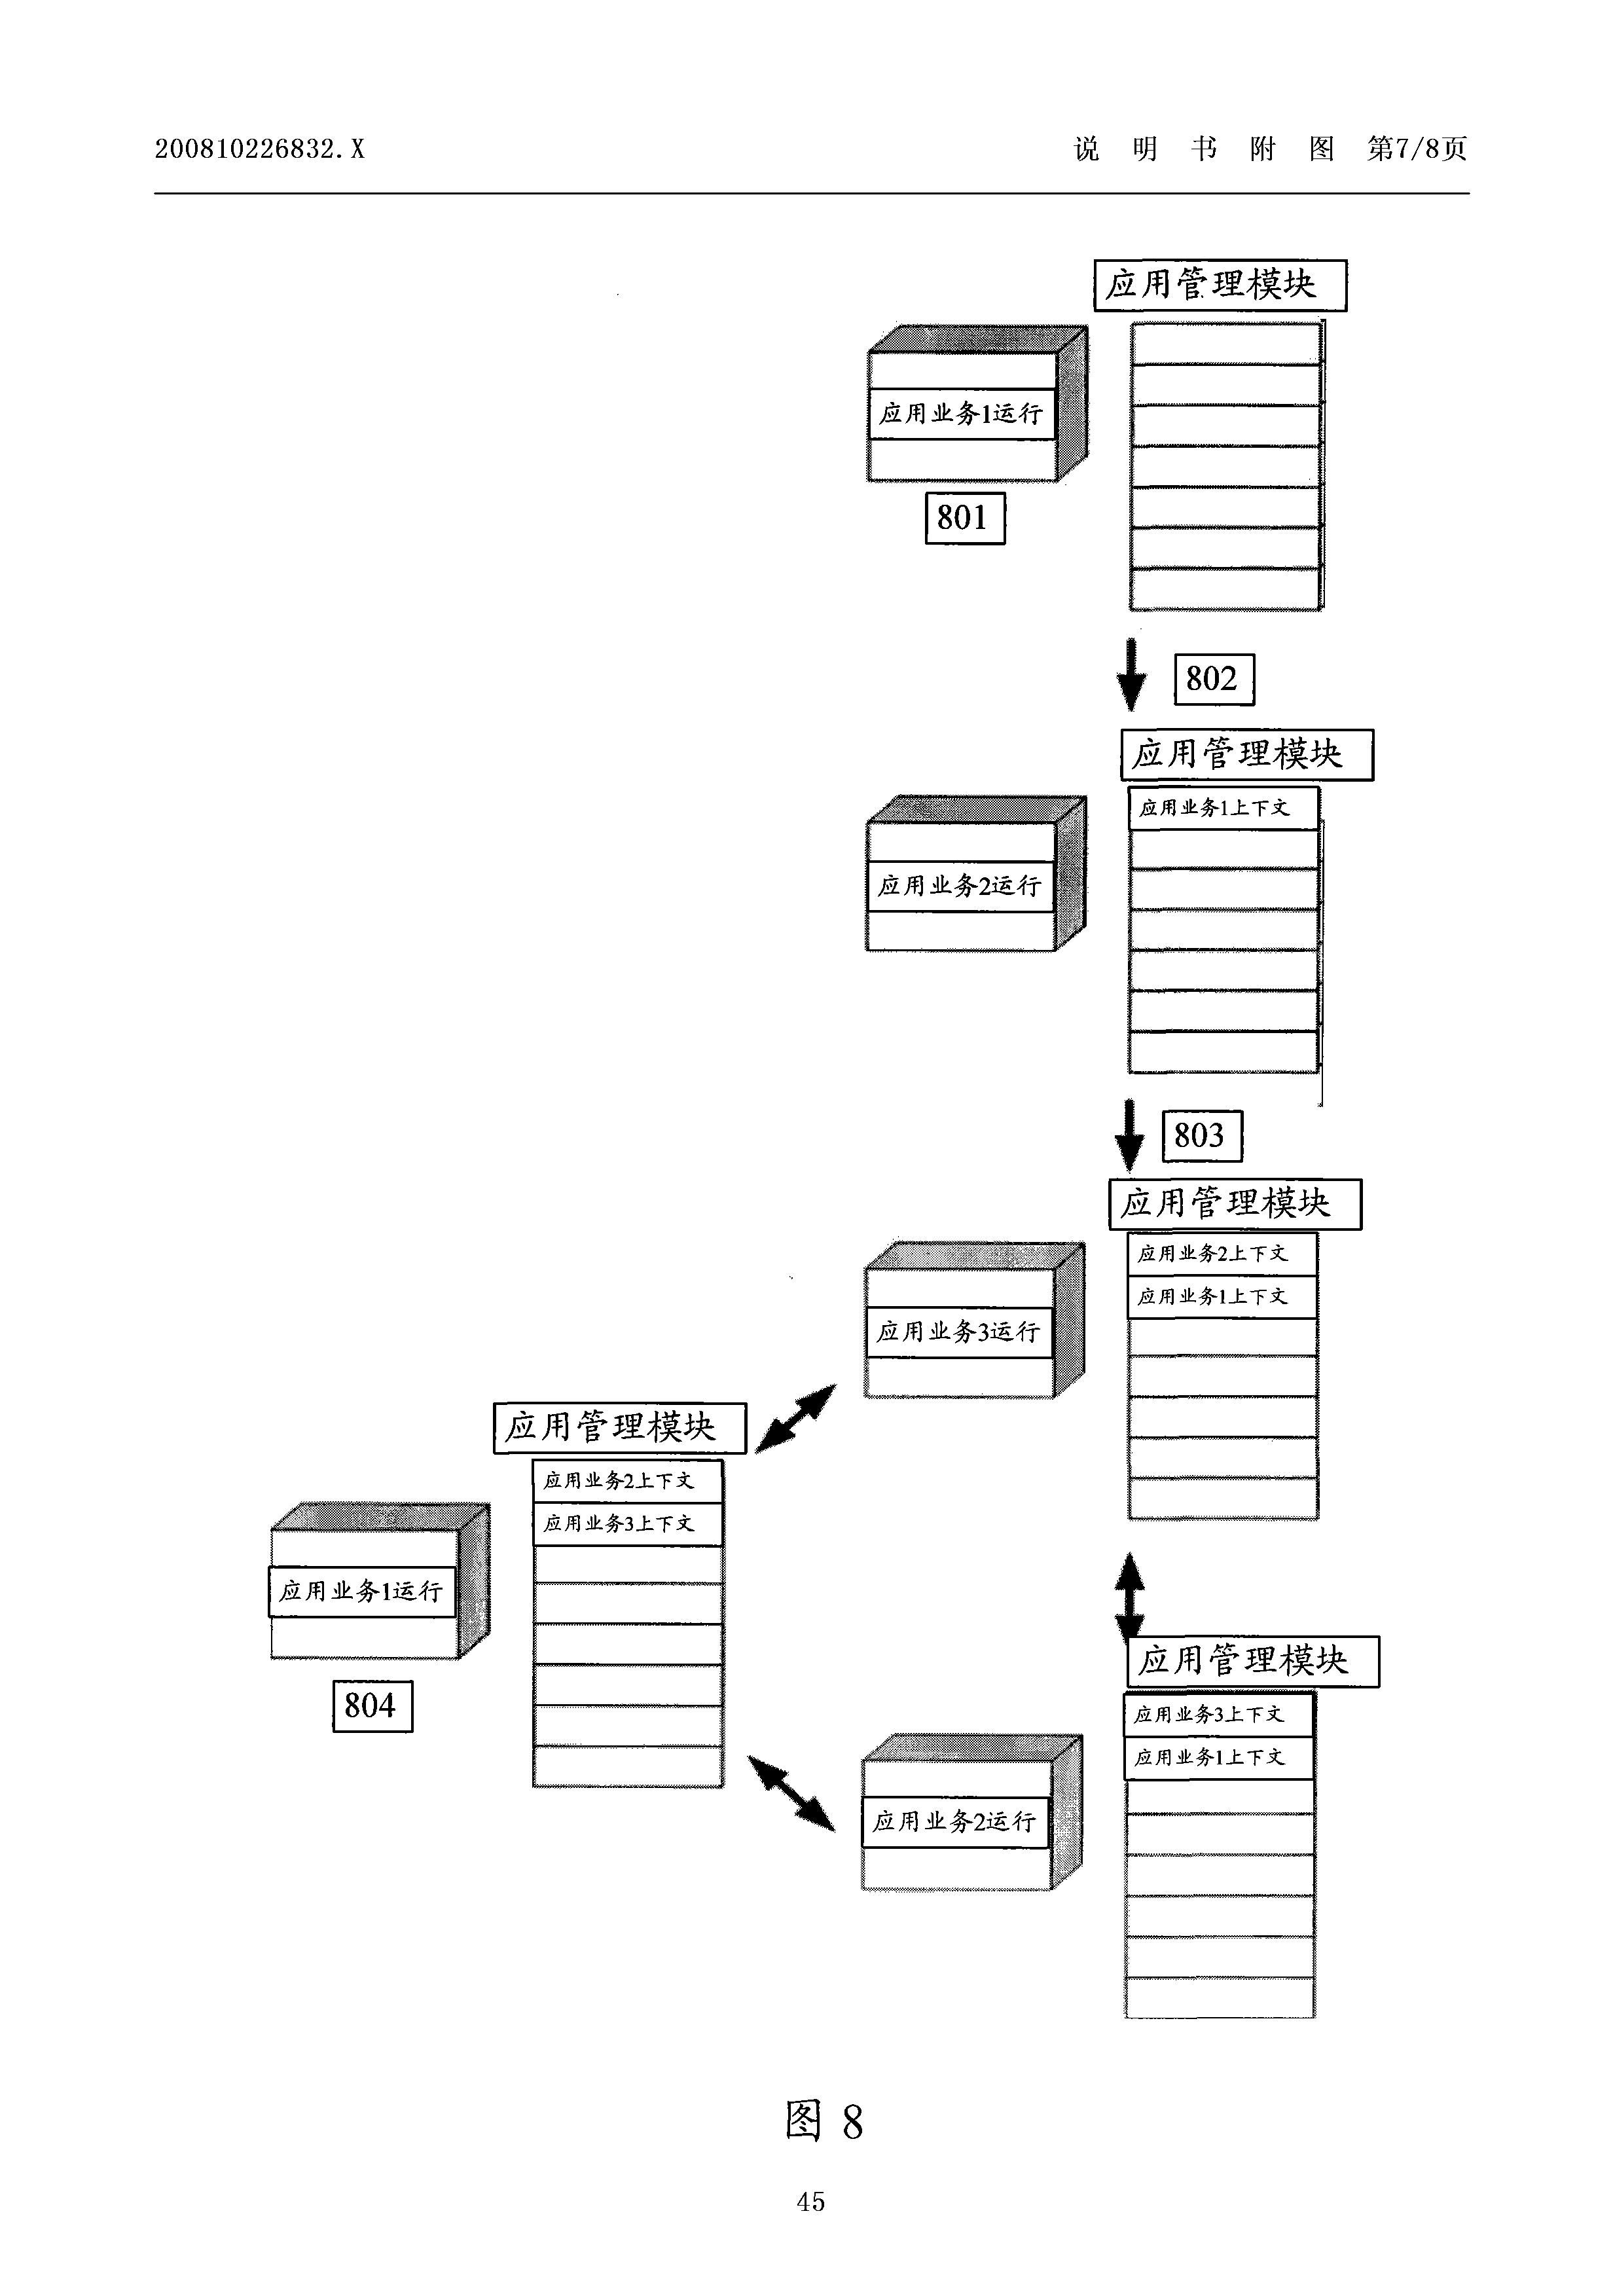 200810226832.X 说明书附图 第7/8页
应用管理模块
应用业务1运行
801
802
应用管理模块
应用业务1上下文
应用业务2运行
803
应用管理模块
应用业务2上下文
应用业务1上下文
应用业务3运行
应用管理模块
应用业务2上下文
应用业务3上下文
应用业务1运行
804
应用管理模块
应用业务3上下文
应用业务1上下文
应用业务2运行
图 8
45